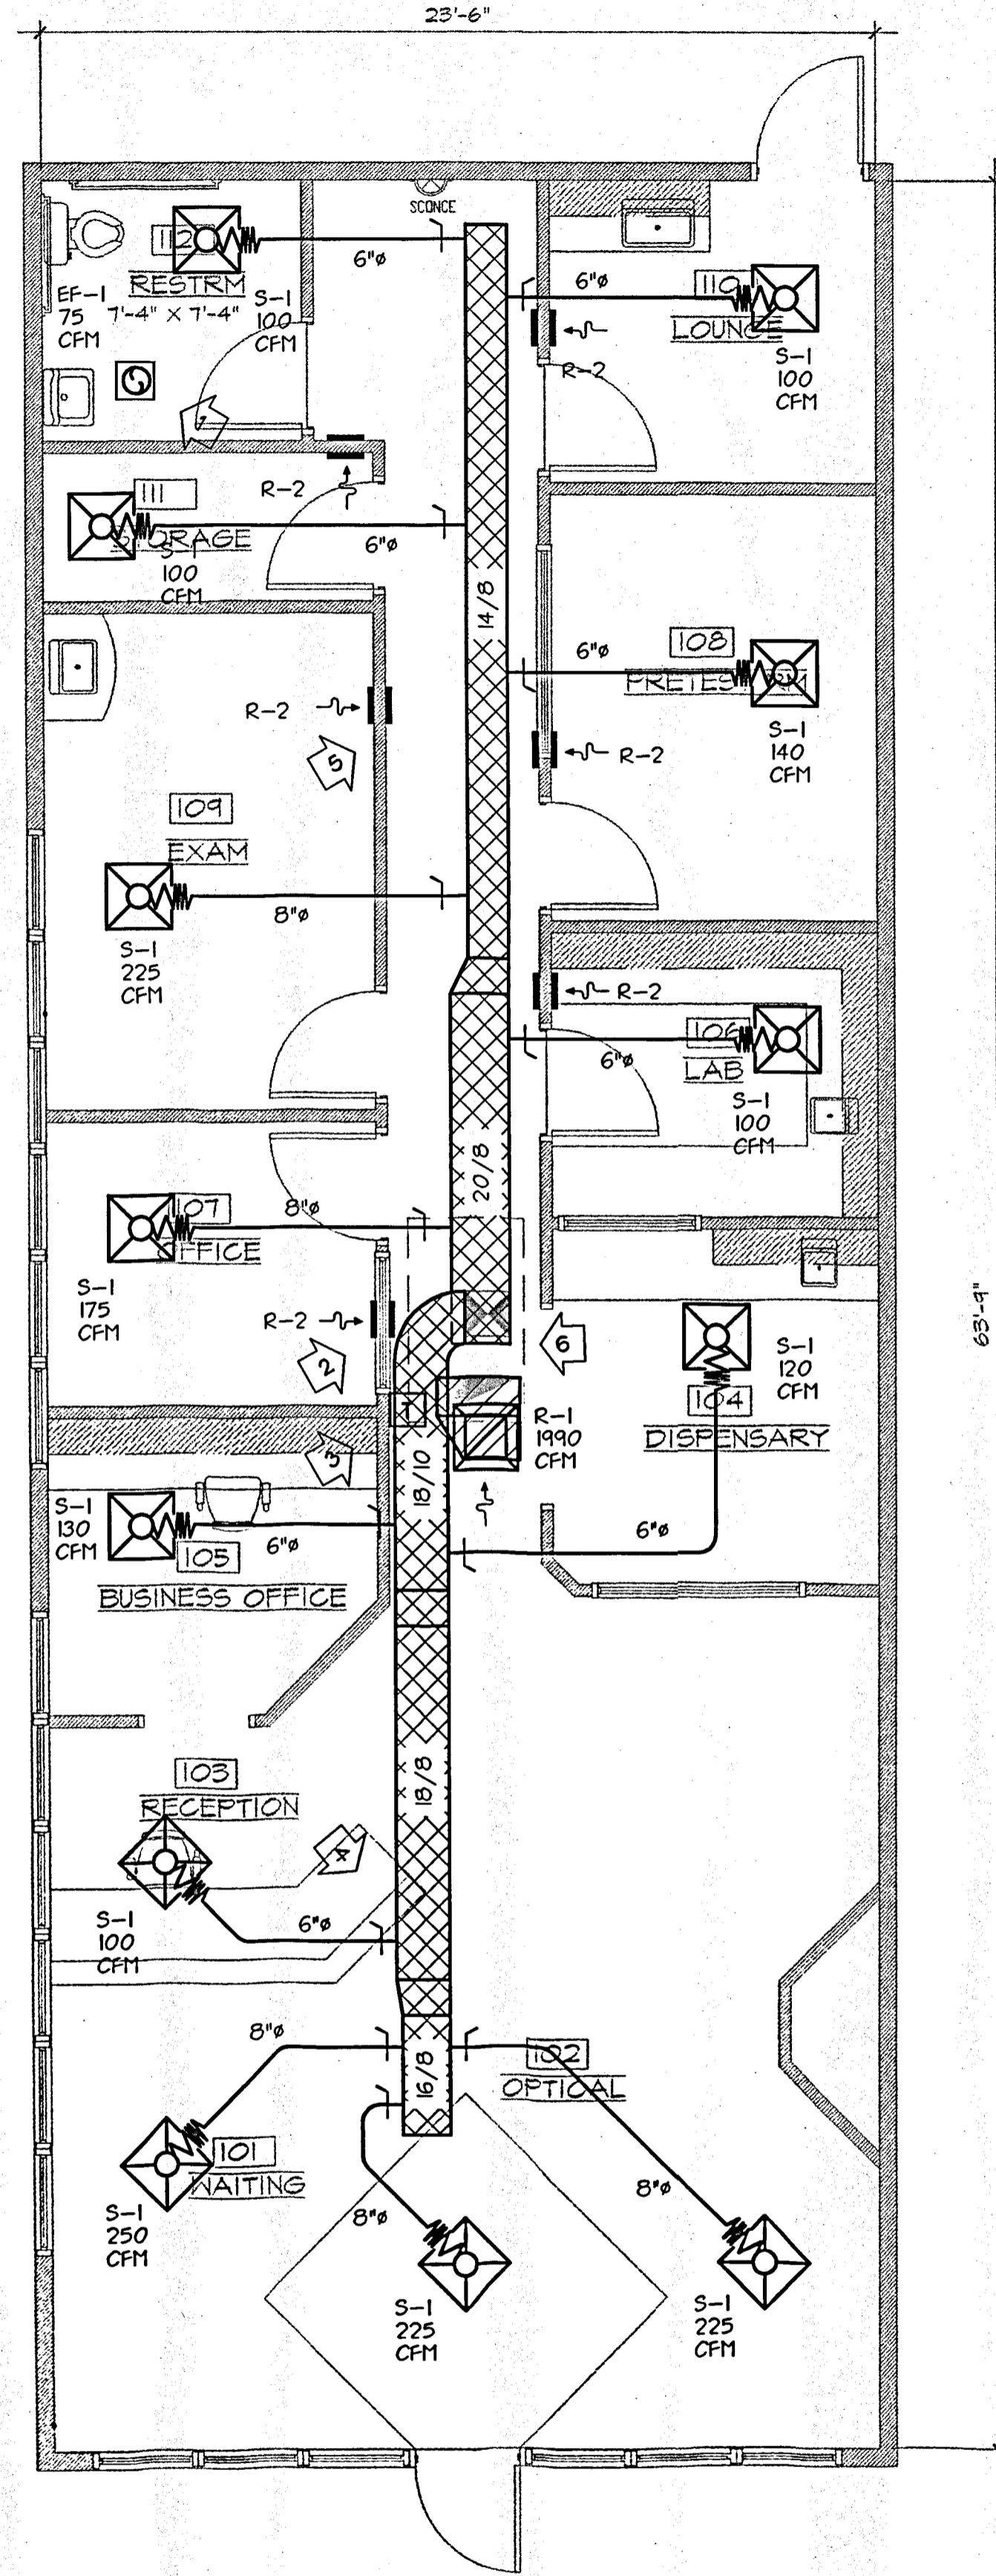 23'-6"
SCONCE
112
RESTRM
7'-4" X 7'-4"
EF-1
75
CFM
S-1
100
CFM
6"ø
6"ø
110
LOUNGE
R-2
S-1
100
CFM
1
R-2
111
STORAGE
S-1
100
CFM
6"ø
14/8
6"ø
108
PRETEST RM
S-1
140
CFM
R-2
R-2
5
109
EXAM
S-1
225
CFM
8"ø
R-2
106
LAB
6"ø
S-1
100
CFM
20/8
107
OFFICE
8"ø
S-1
175
CFM
R-2
2
6
63'-9"
S-1
120
CFM
104
DISPENSARY
R-1
1990
CFM
T
3
18/10
S-1
130
CFM
105
6"ø
6"ø
BUSINESS OFFICE
103
RECEPTION
18/8
4
S-1
100
CFM
6"ø
8"ø
16/8
102
OPTICAL
101
WAITING
S-1
250
CFM
8"ø
8"ø
S-1
225
CFM
S-1
225
CFM